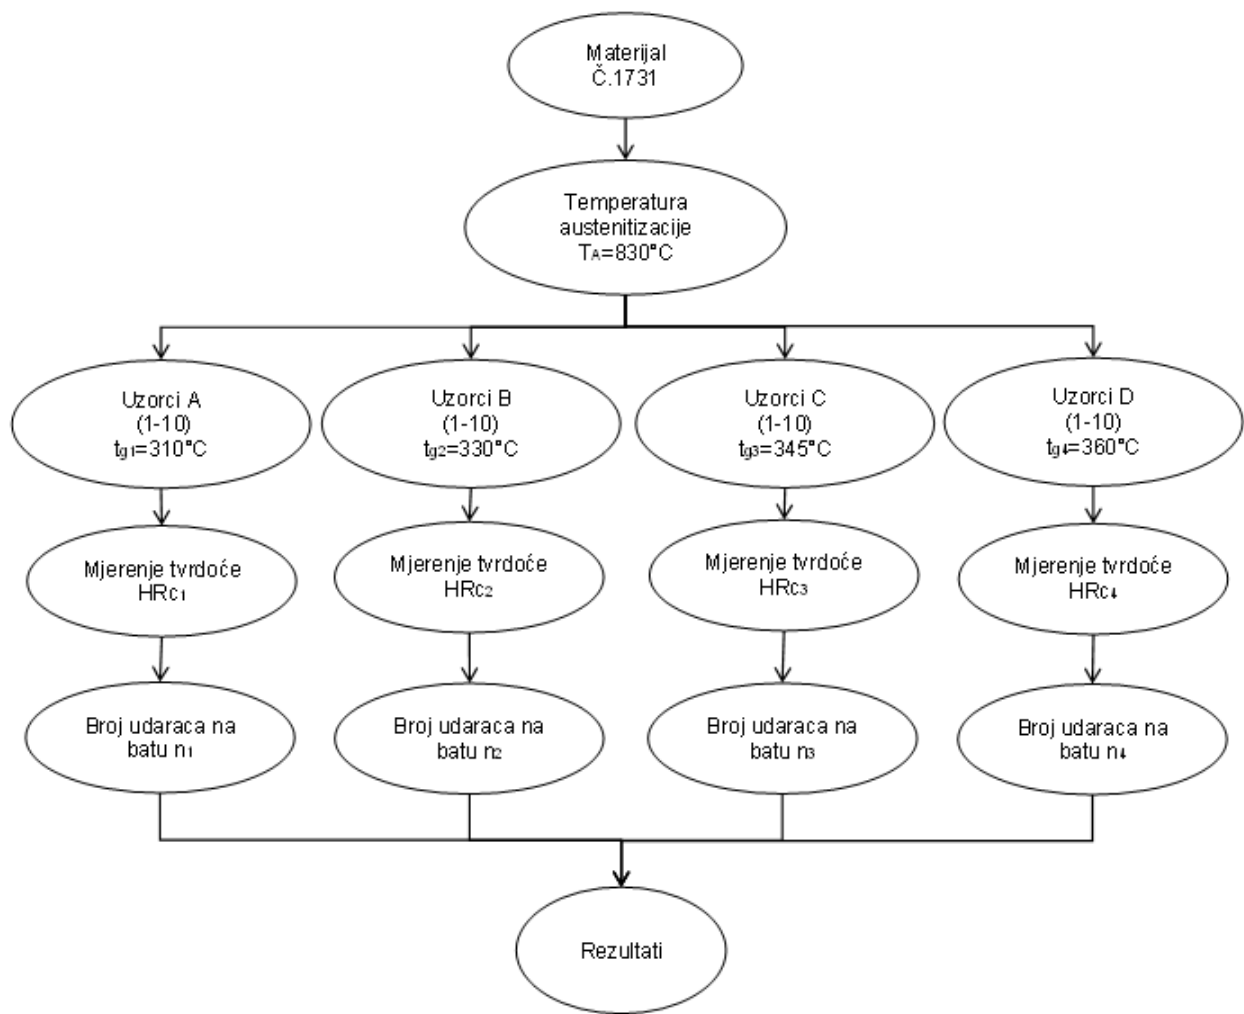 Materijal
Č.1731
Temperatura
austenitizacije
TA=830°C
Uzorci A
(1-10)
tg1=310°C
Uzorci B
(1-10)
tg2=330°C
Uzorci C
(1-10)
tg3=345°C
Uzorci D
(1-10)
tg4=360°C
Mjerenje tvrdoće
HRc1
Mjerenje tvrdoće
HRc2
Mjerenje tvrdoće
HRc3
Mjerenje tvrdoće
HRc4
Broj udaraca na
batu n1
Broj udaraca na
batu n2
Broj udaraca na
batu n3
Broj udaraca na
batu n4
Rezultati